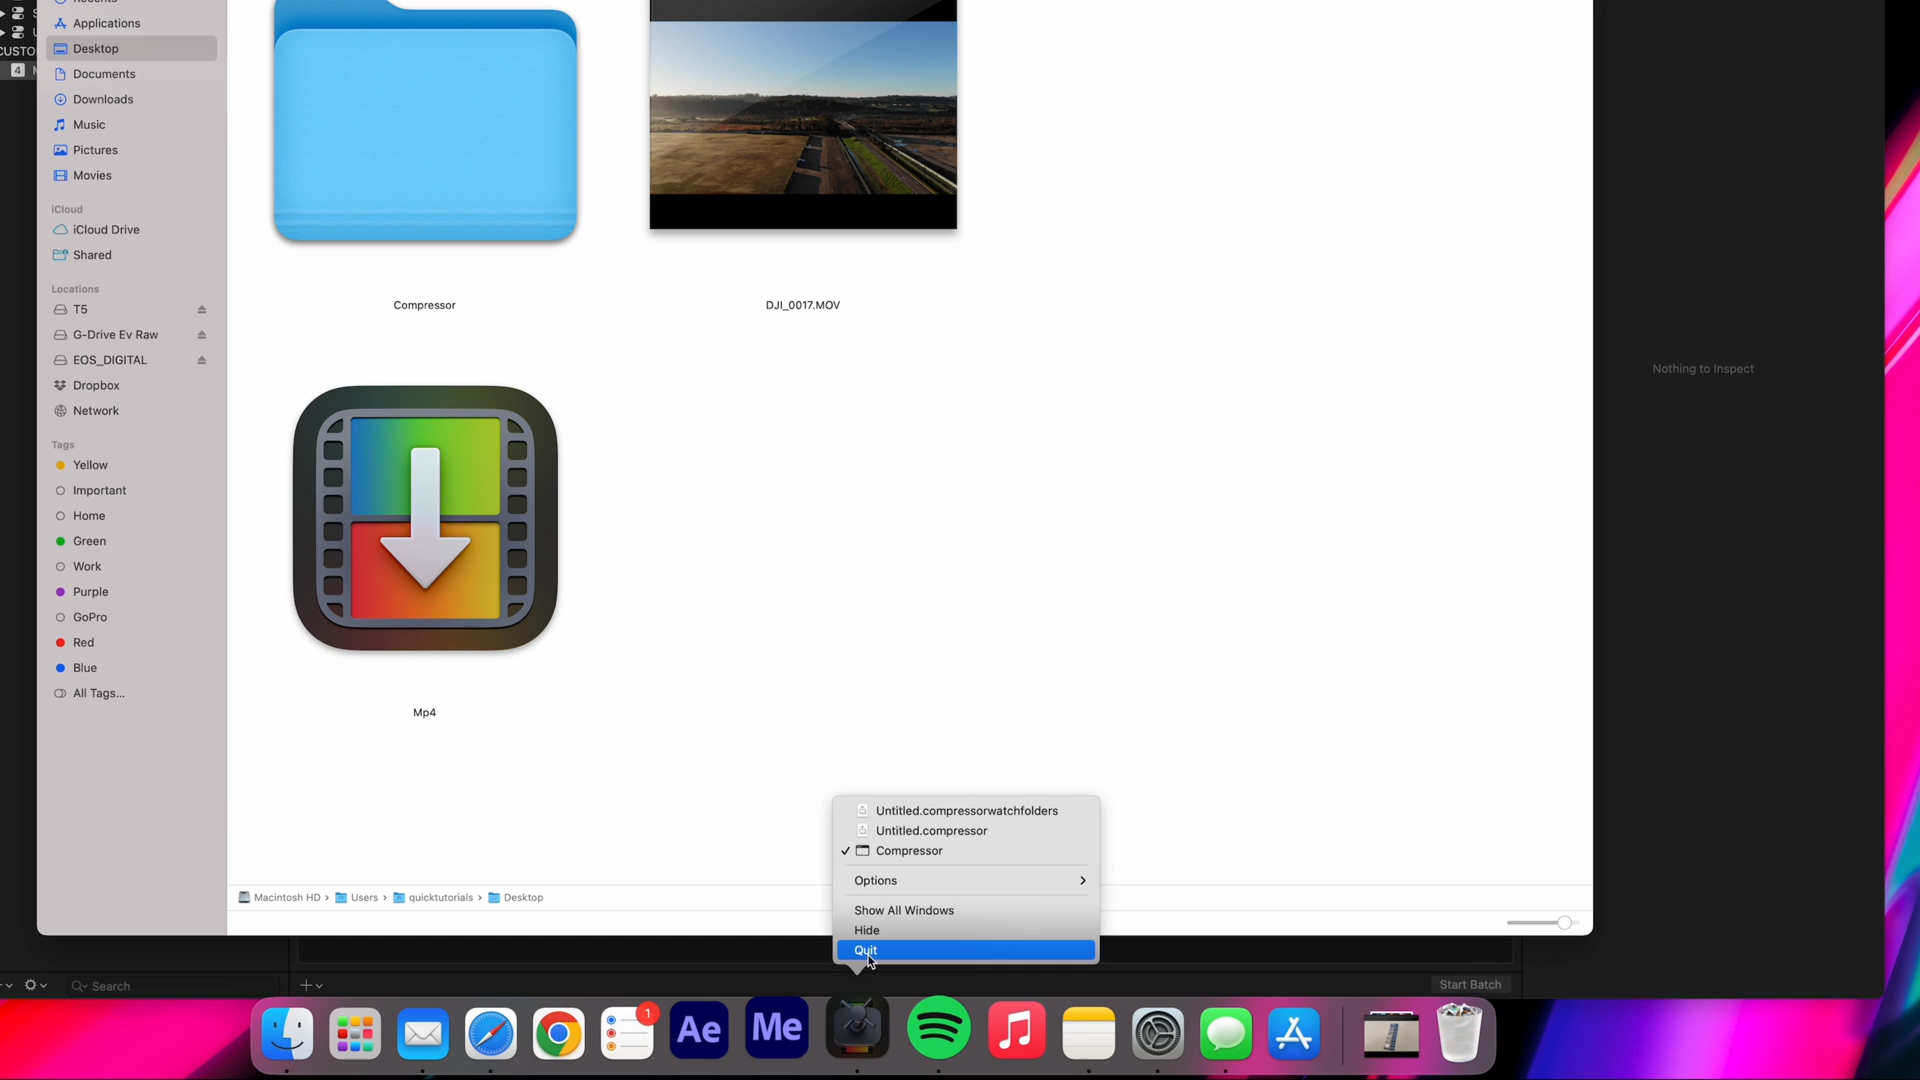 Applications
CUSTO
Desktop
4
Documents
Downloads
Music
Pictures
Movies
iCloud
iCloud Drive
Shared
Locations
T5
G-Drive Ev Raw
EOS_DIGITAL
Dropbox
Network
Tags
Yellow
Important
Home
Green
Work
Purple
GoPro
Red
Blue
All Tags...
Compressor
DJI_0017.MOV
Mp4
Nothing to Inspect
Untitled.compressorwatchfolders
Untitled.compressor
Compressor
Options
Show All Windows
Hide
Quit
Macintosh HD › Users › quicktutorials › Desktop
Search
Start Batch
1
Ae
Me